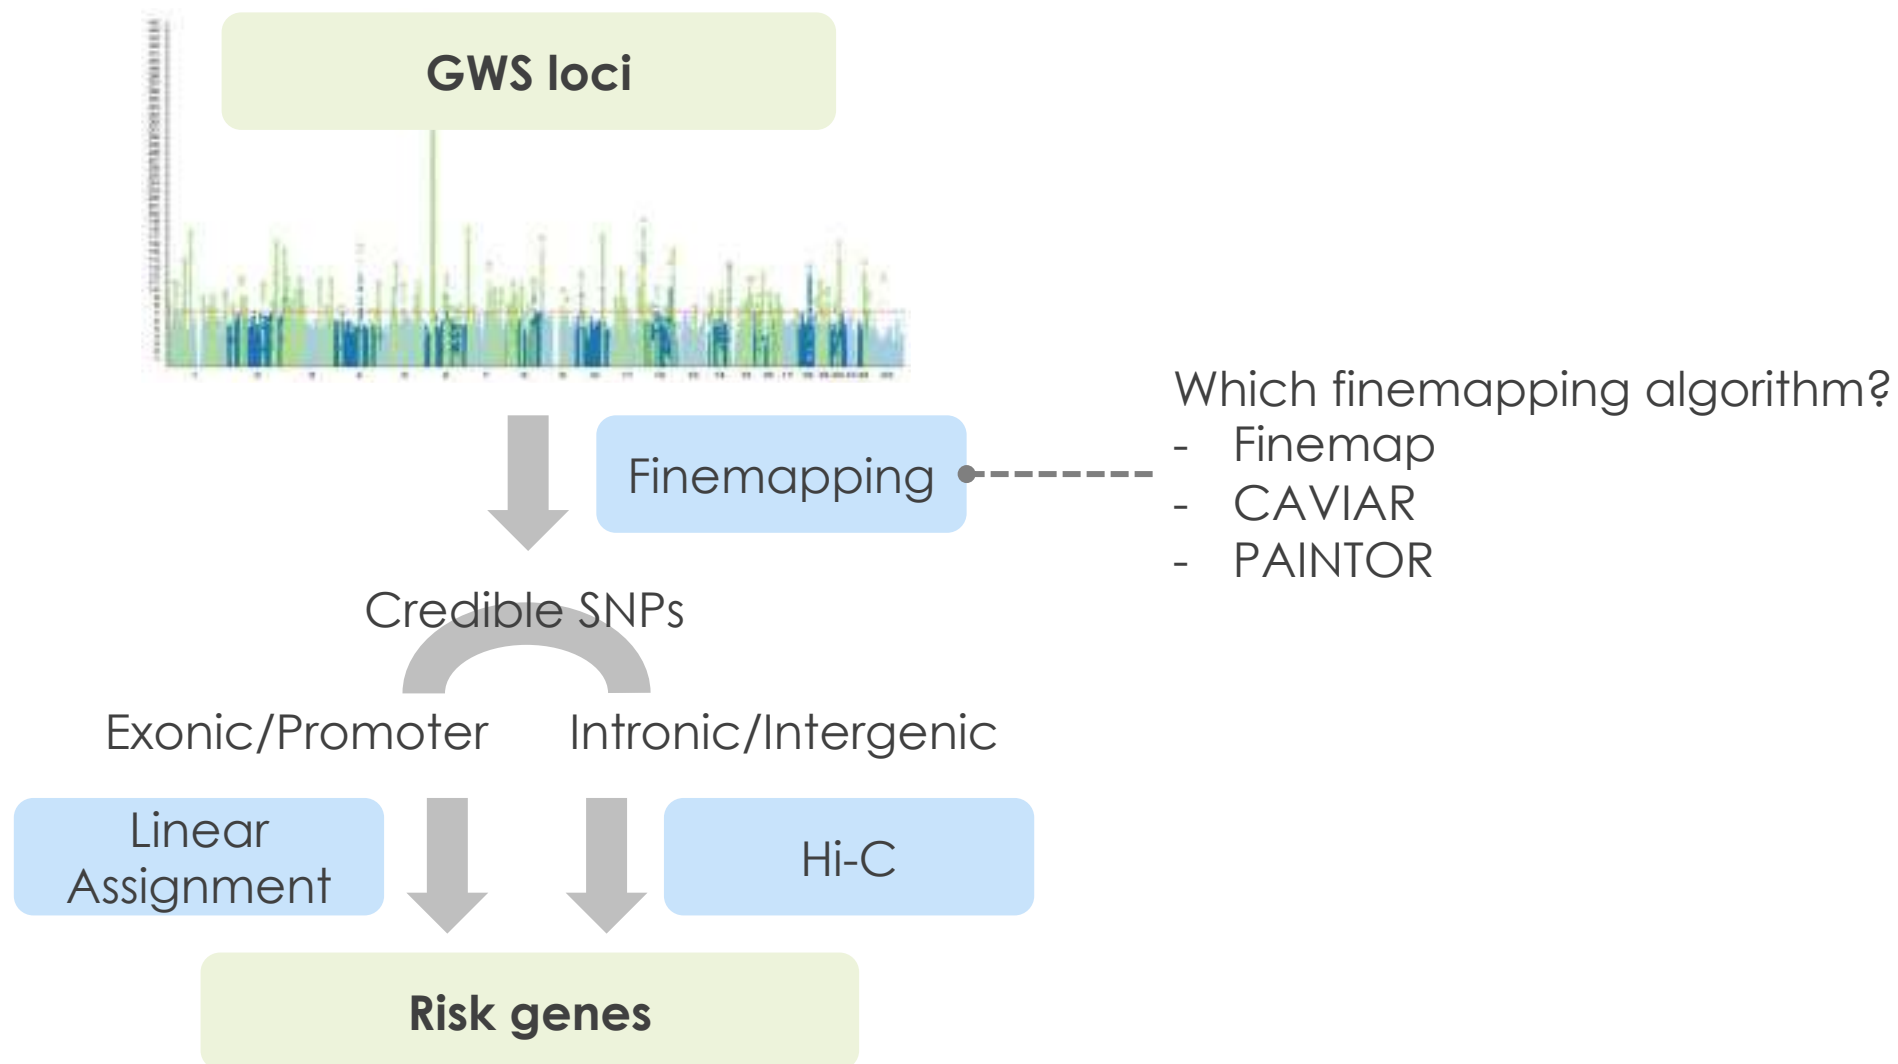 GWS loci
Finemapping
Which finemapping algorithm?
- Finemap
- CAVIAR
- PAINTOR
Credible SNPs
Exonic/Promoter
Intronic/Intergenic
Linear
Assignment
Hi-C
Risk genes